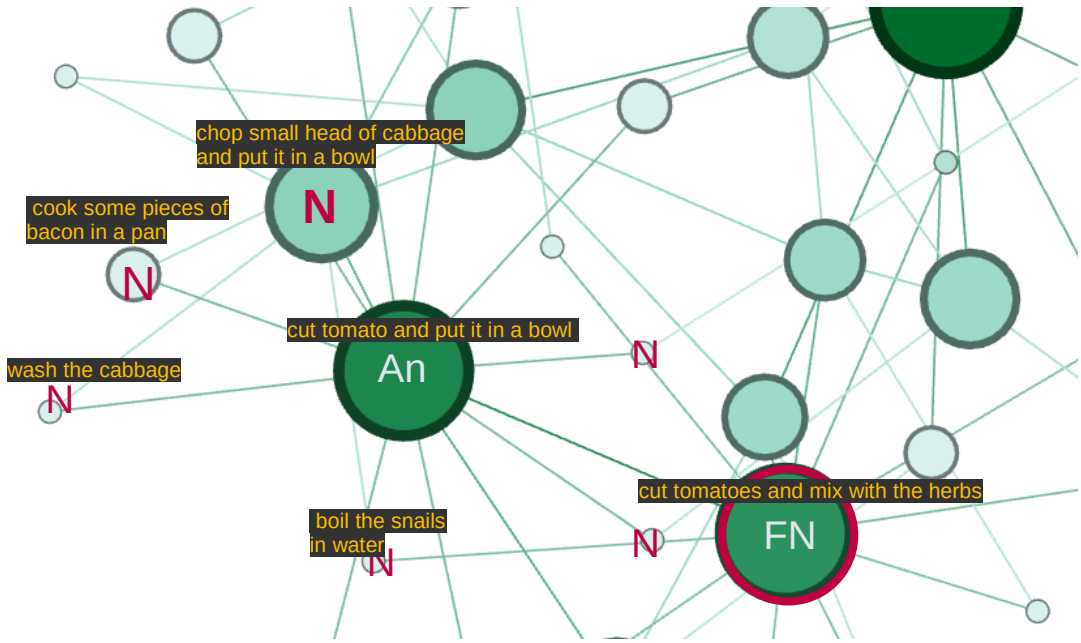 chop small head of cabbage
and put it in a bowl
N
cook some pieces of
bacon in a pan
N
cut tomato and put it in a bowl
An
wash the cabbage
N
N
cut tomatoes and mix with the herbs
FN
boil the snails
in water
N
N